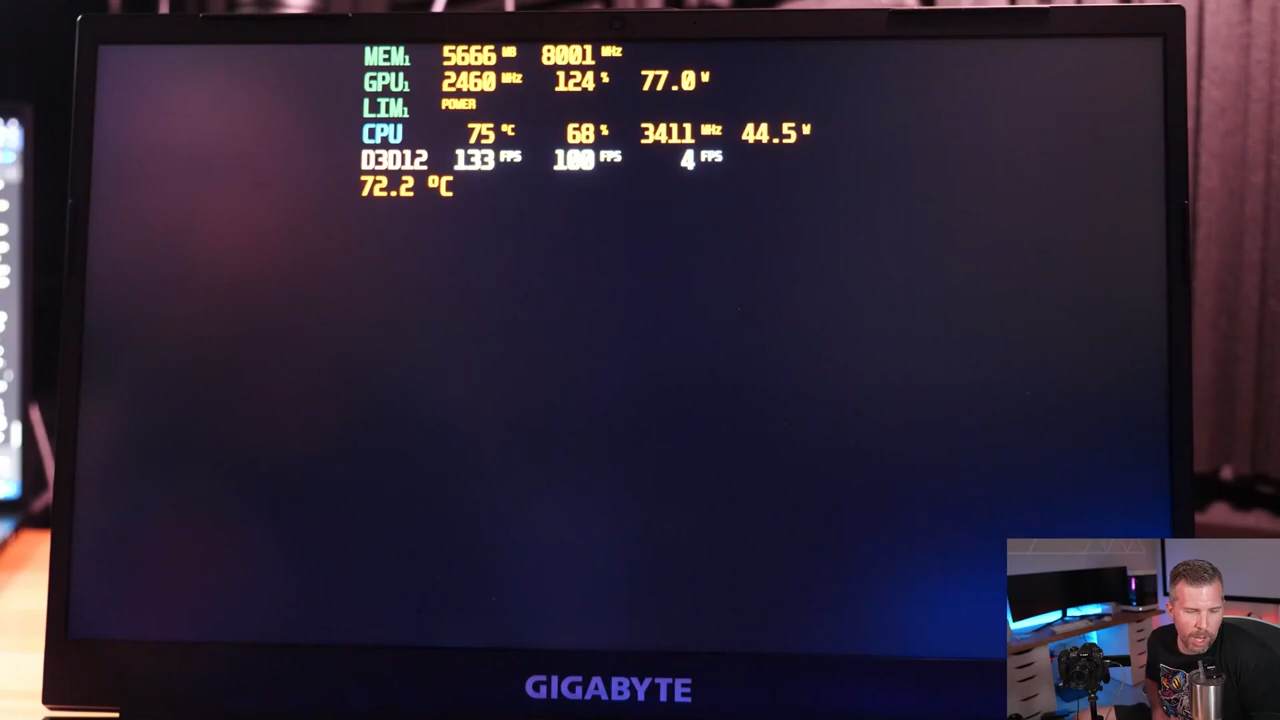 MEM1 5666 MB 8001 MHz
GPU1 2460 MHz 124 % 77.0 W
LIM1 POWER
CPU 75 °C 68 % 3411 MHz 44.5 W
D3D12 133 FPS 100 FPS 4 FPS
72.2 °C
GIGABYTE